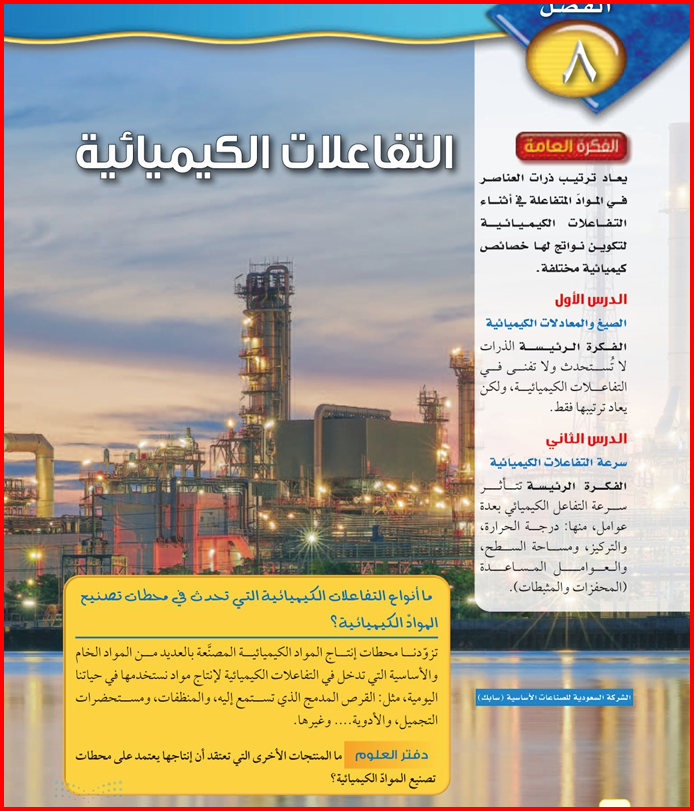 الفصل
٨
التفاعلات الكيميائية
الفكرة العامة
يعاد ترتيب ذرات العناصر
في المواد المتفاعلة في أثناء
التفاعلات الكيميائية
لتكوين نواتج لها خصائص
كيميائية مختلفة.
الدرس الأول
الصيغ والمعادلات الكيميائية
الفكرة الرئيسة الذرات
لا تُستحدث ولا تفنى في
التفاعلات الكيميائية، ولكن
يعاد ترتيبها فقط.
الدرس الثاني
سرعة التفاعلات الكيميائية
الفكرة الرئيسة تتأثر
سرعة التفاعل الكيميائي بعدة
عوامل، منها: درجة الحرارة،
والتركيز، ومساحة السطح،
والعوامل المساعدة
(المحفزات والمثبطات).
الشركة السعودية للصناعات الأساسية (سابك)
ما أنواع التفاعلات الكيميائية التي تحدث في محطات تصنيع
الموادّ الكيميائية؟
تزوّدنا محطات إنتاج المواد الكيميائية المصنَّعة بالعديد من المواد الخام
والأساسية التي تدخل في التفاعلات الكيميائية لإنتاج مواد نستخدمها في حياتنا
اليومية، مثل: القرص المدمج الذي تستمع إليه، والمنظفات، ومستحضرات
التجميل، والأدوية.... وغيرها.
دفتر العلوم ما المنتجات الأخرى التي تعتقد أن إنتاجها يعتمد على محطات
تصنيع الموادّ الكيميائية؟